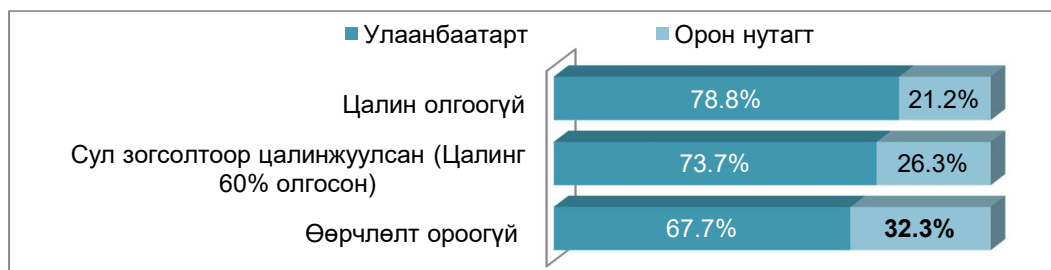 Улаанбаатарт Орон нутагт
Цалин олгоогүй 78.8% 21.2%
Сул зогсолтоор цалинжуулсан (Цалинг
60% олгосон) 73.7% 26.3%
Өөрчлөлт ороогүй 67.7% 32.3%